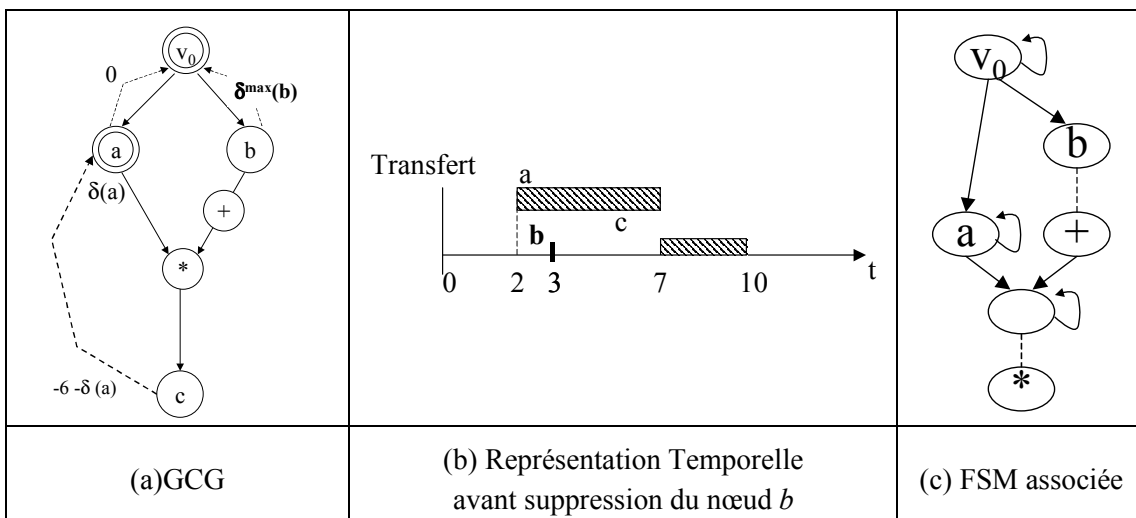 v₀
0
δᵐᵃˣ(b)
a
b
δ(a)
+
*
-6 -δ (a)
c
Transfert
a
c
b
0 2 3 7 10
t
v₀
b
a
+
*
(a)GCG
(b) Représentation Temporelle
avant suppression du nœud b
(c) FSM associée